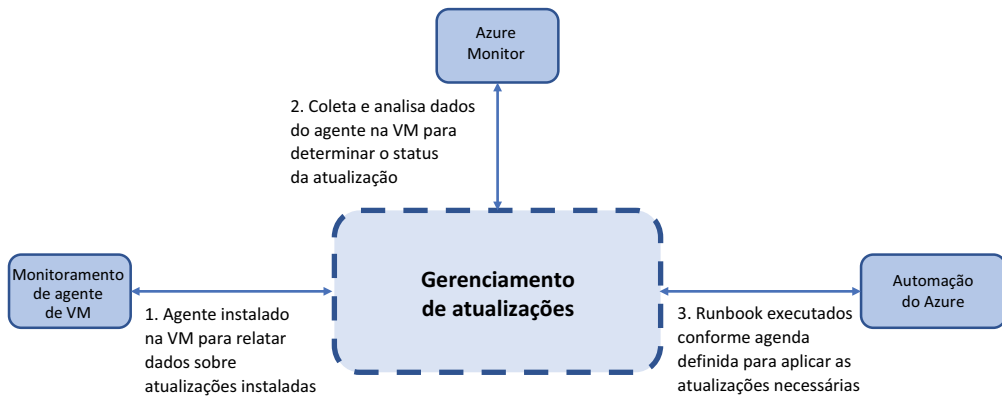 Azure
Monitor
2. Coleta e analisa dados
do agente na VM para
determinar o status
da atualização
Gerenciamento
de atualizações
Monitoramento
de agente
de VM
1. Agente instalado
na VM para relatar
dados sobre
atualizações instaladas
Automação
do Azure
3. Runbook executados
conforme agenda
definida para aplicar as
atualizações necessárias